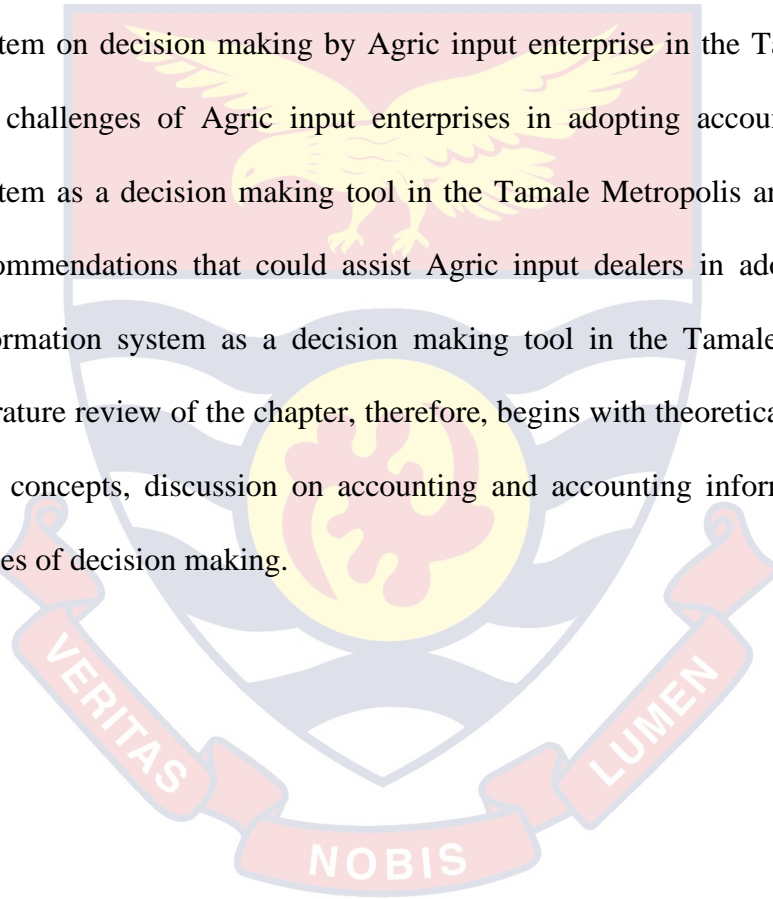 tem on decision making by Agric input enterprise in the Ta
challenges of Agric input enterprises in adopting accou
tem as a decision making tool in the Tamale Metropolis a
ommendations that could assist Agric input dealers in ad
ormation system as a decision making tool in the Tamale
rature review of the chapter, therefore, begins with theoretica
concepts, discussion on accounting and accounting infor
es of decision making.
VERITAS
NOBIS
LUMEN